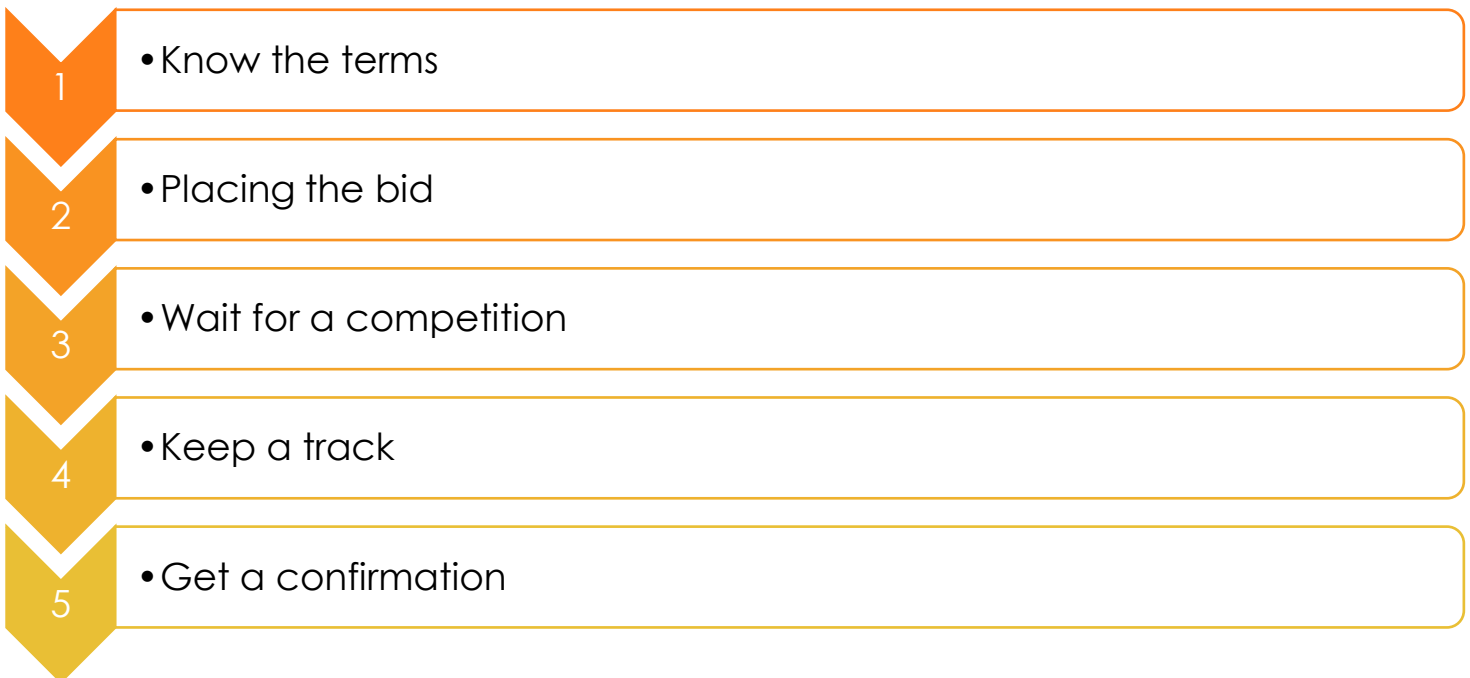 1
•Know the terms
2
•Placing the bid
3
•Wait for a competition
4
•Keep a track
5
•Get a confirmation